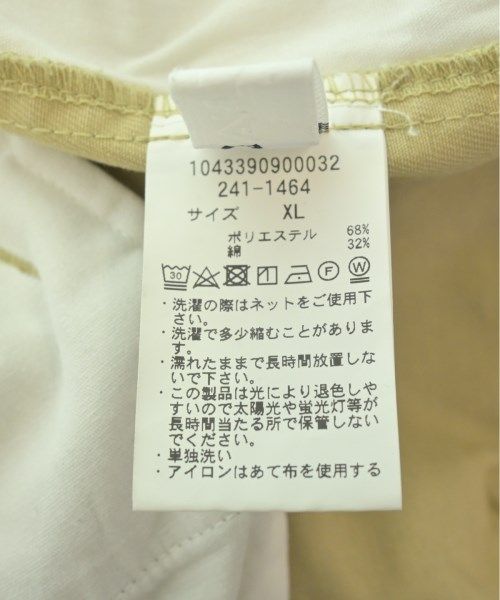 1043390900032
241-1464
サイズ XL
ポリエステル 68%
綿 32%
30 F W
・洗濯の際はネットをご使用下
さい。
・洗濯で多少縮むことがありま
す。
・濡れたままで長時間放置しな
いで下さい。
・この製品は光により退色しや
すいので太陽光や蛍光灯等が
長時間当たる所で保管しない
でください。
・単独洗い
・アイロンはあて布を使用する